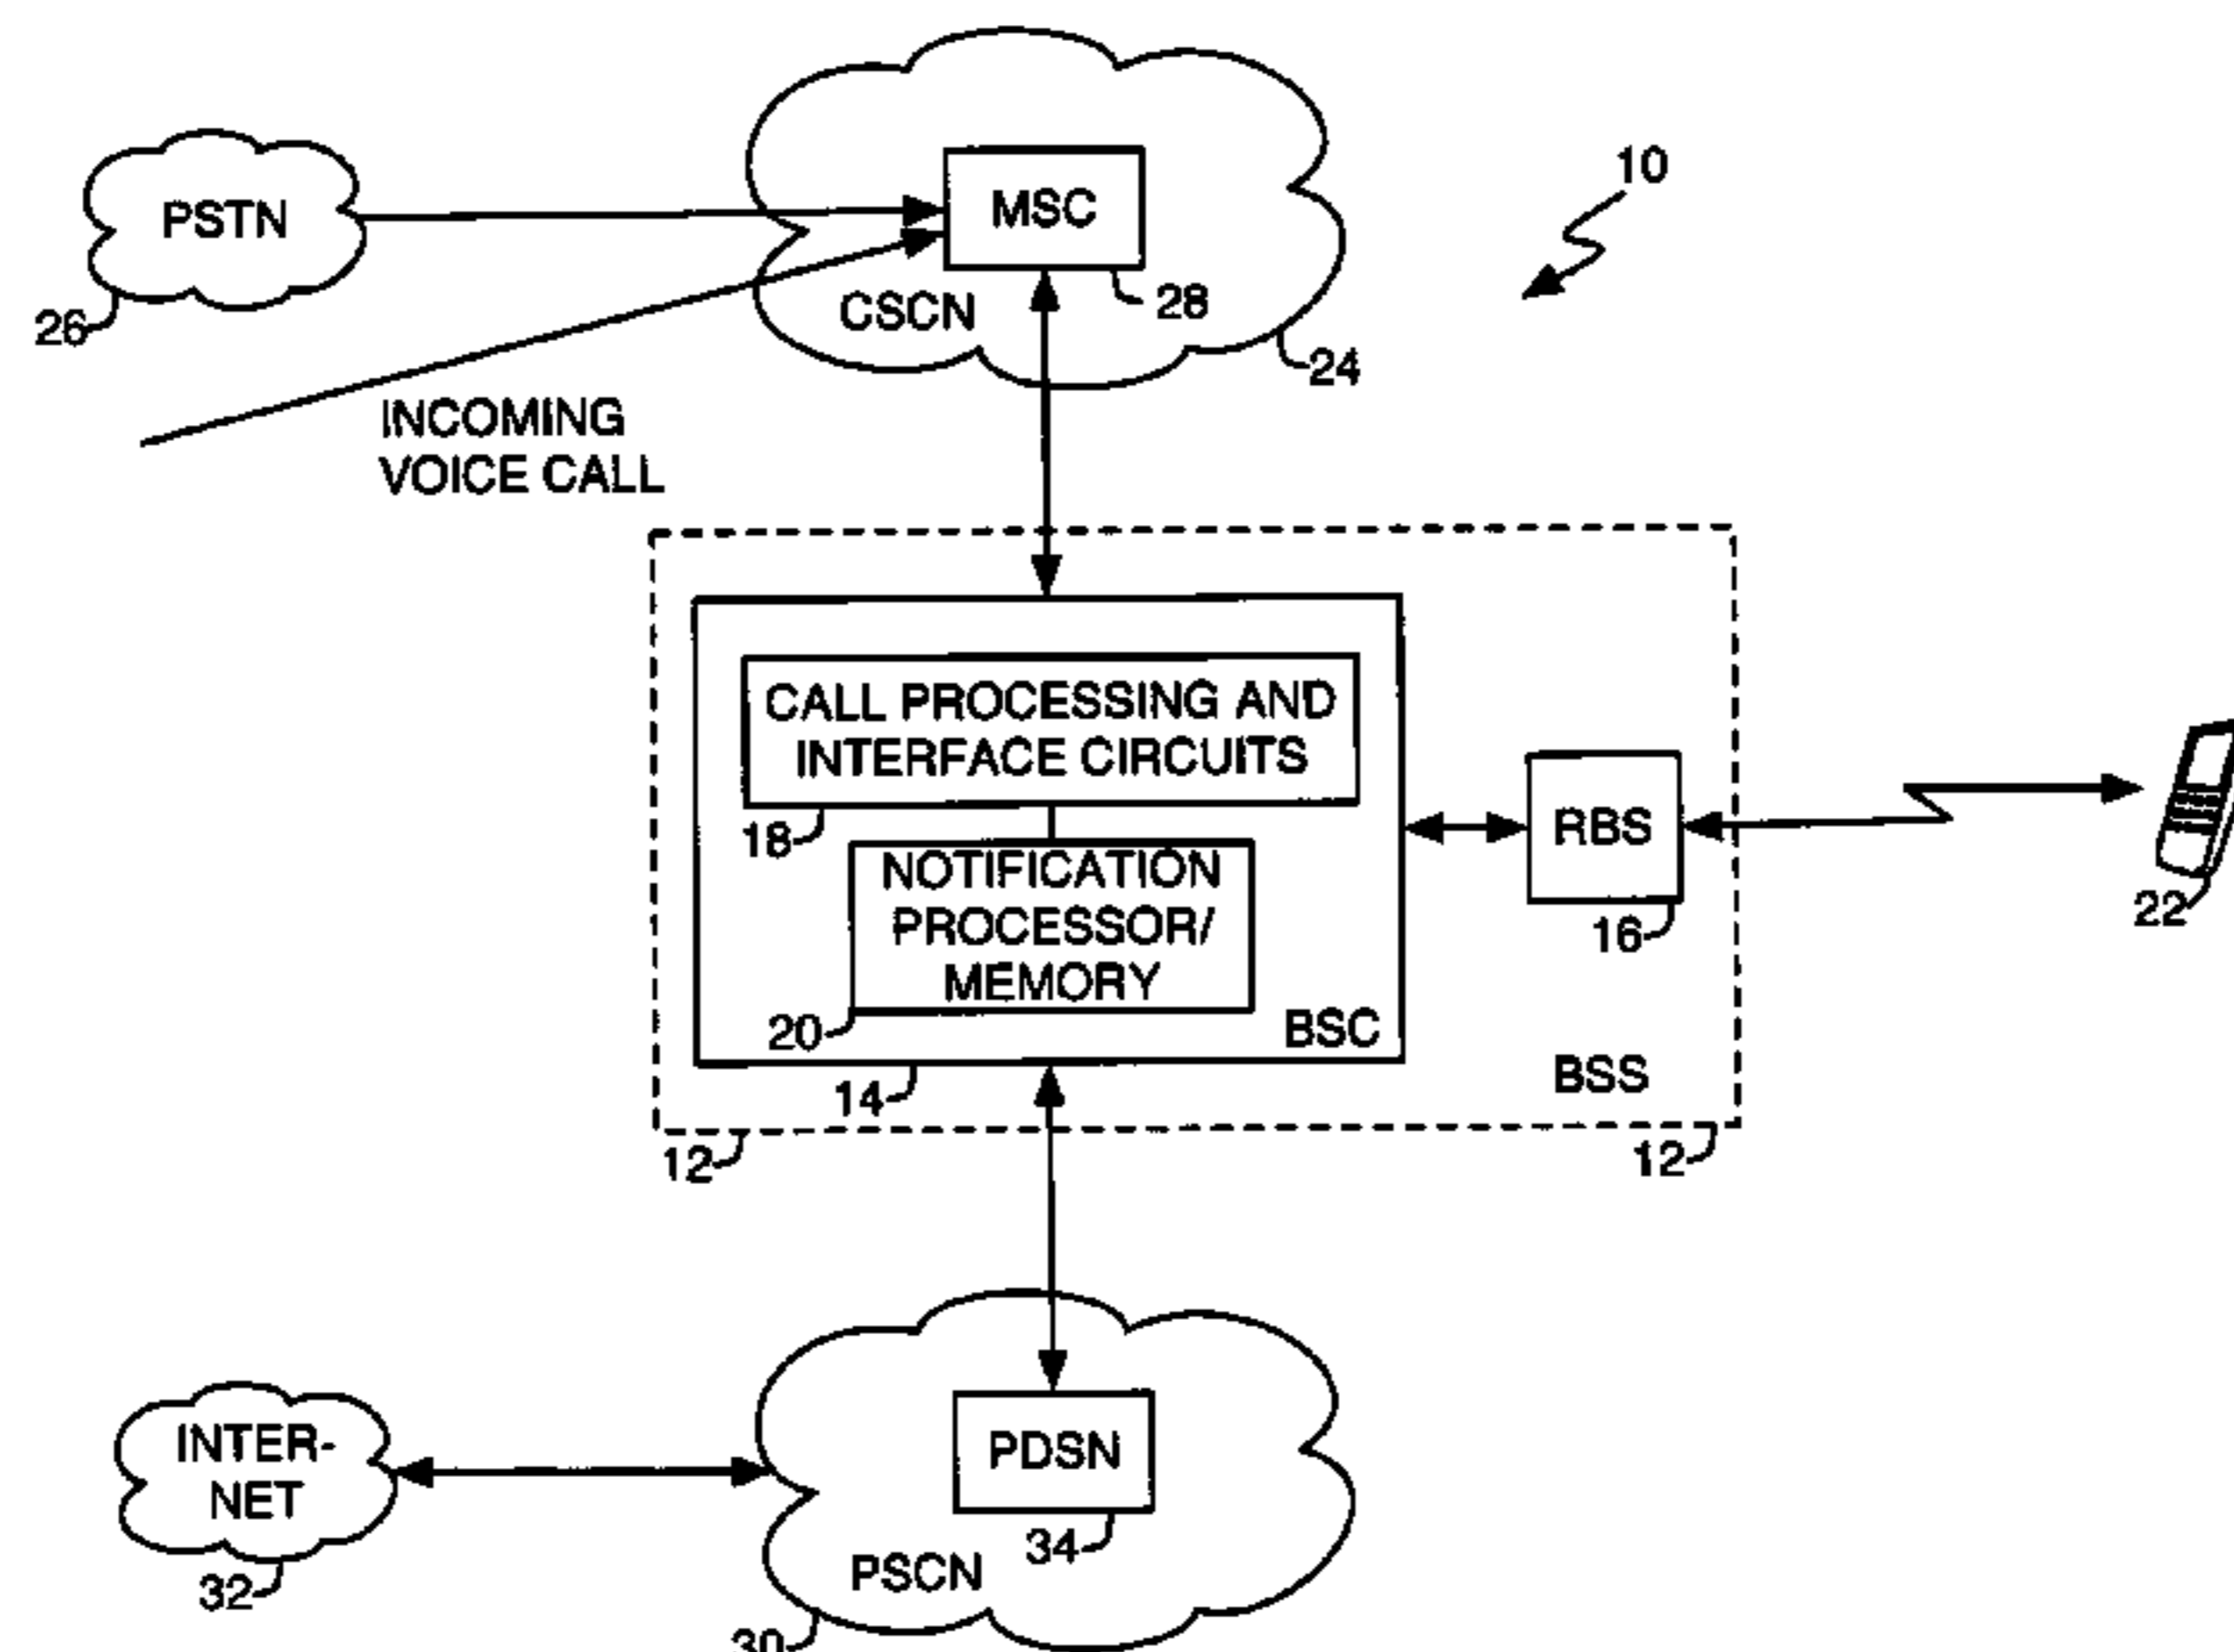 10
PSTN
MSC
26
CSCN
28
24
INCOMING
VOICE CALL
CALL PROCESSING AND
INTERFACE CIRCUITS
18
NOTIFICATION
PROCESSOR/
MEMORY
20
BSC
14
RBS
16
22
BSS
12
12
INTER-
NET
32
PDSN
34
PSCN
30